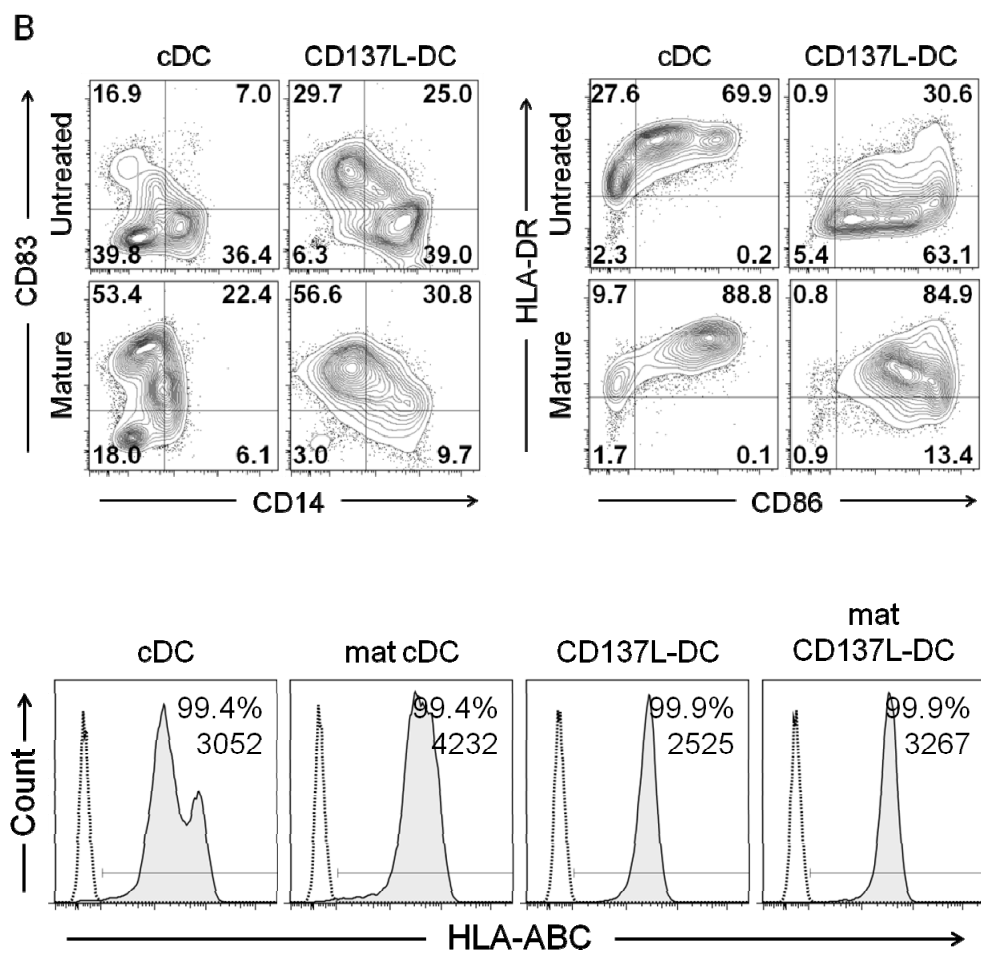 B
cDC CD137L-DC cDC CD137L-DC
Untreated 16.9 7.0 29.7 25.0 Untreated 27.6 69.9 0.9 30.6
39.8 36.4 6.3 39.0 2.3 0.2 5.4 63.1
CD83 HLA-DR
Mature 53.4 22.4 56.6 30.8 Mature 9.7 88.8 0.8 84.9
18.0 6.1 3.0 9.7 1.7 0.1 0.9 13.4
CD14 CD86
cDC mat cDC CD137L-DC mat
CD137L-DC
99.4% 99.4% 99.9% 99.9%
3052 4232 2525 3267
Count
HLA-ABC